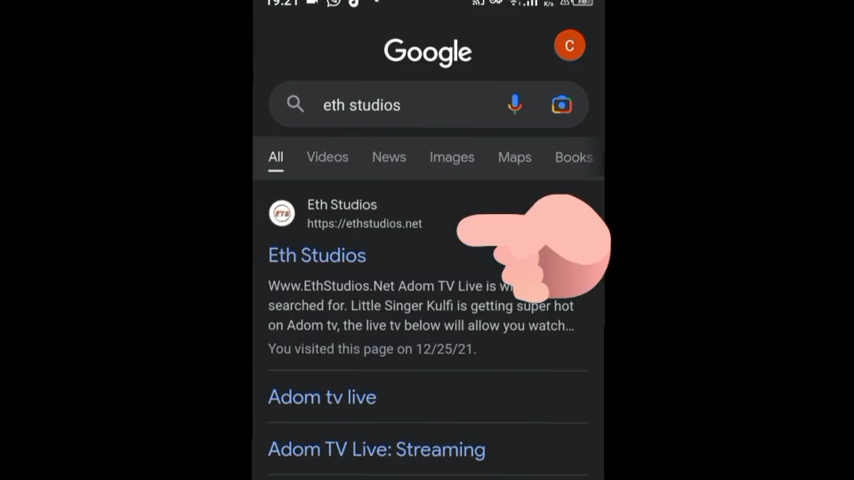 19:21
Google
C
eth studios
All Videos News Images Maps Books
ETS
Eth Studios
https://ethstudios.net
Eth Studios
Www.EthStudios.Net Adom TV Live is
searched for. Little Singer Kulfi is getting super hot
on Adom tv, the live tv below will allow you watch...
You visited this page on 12/25/21.
Adom tv live
Adom TV Live: Streaming